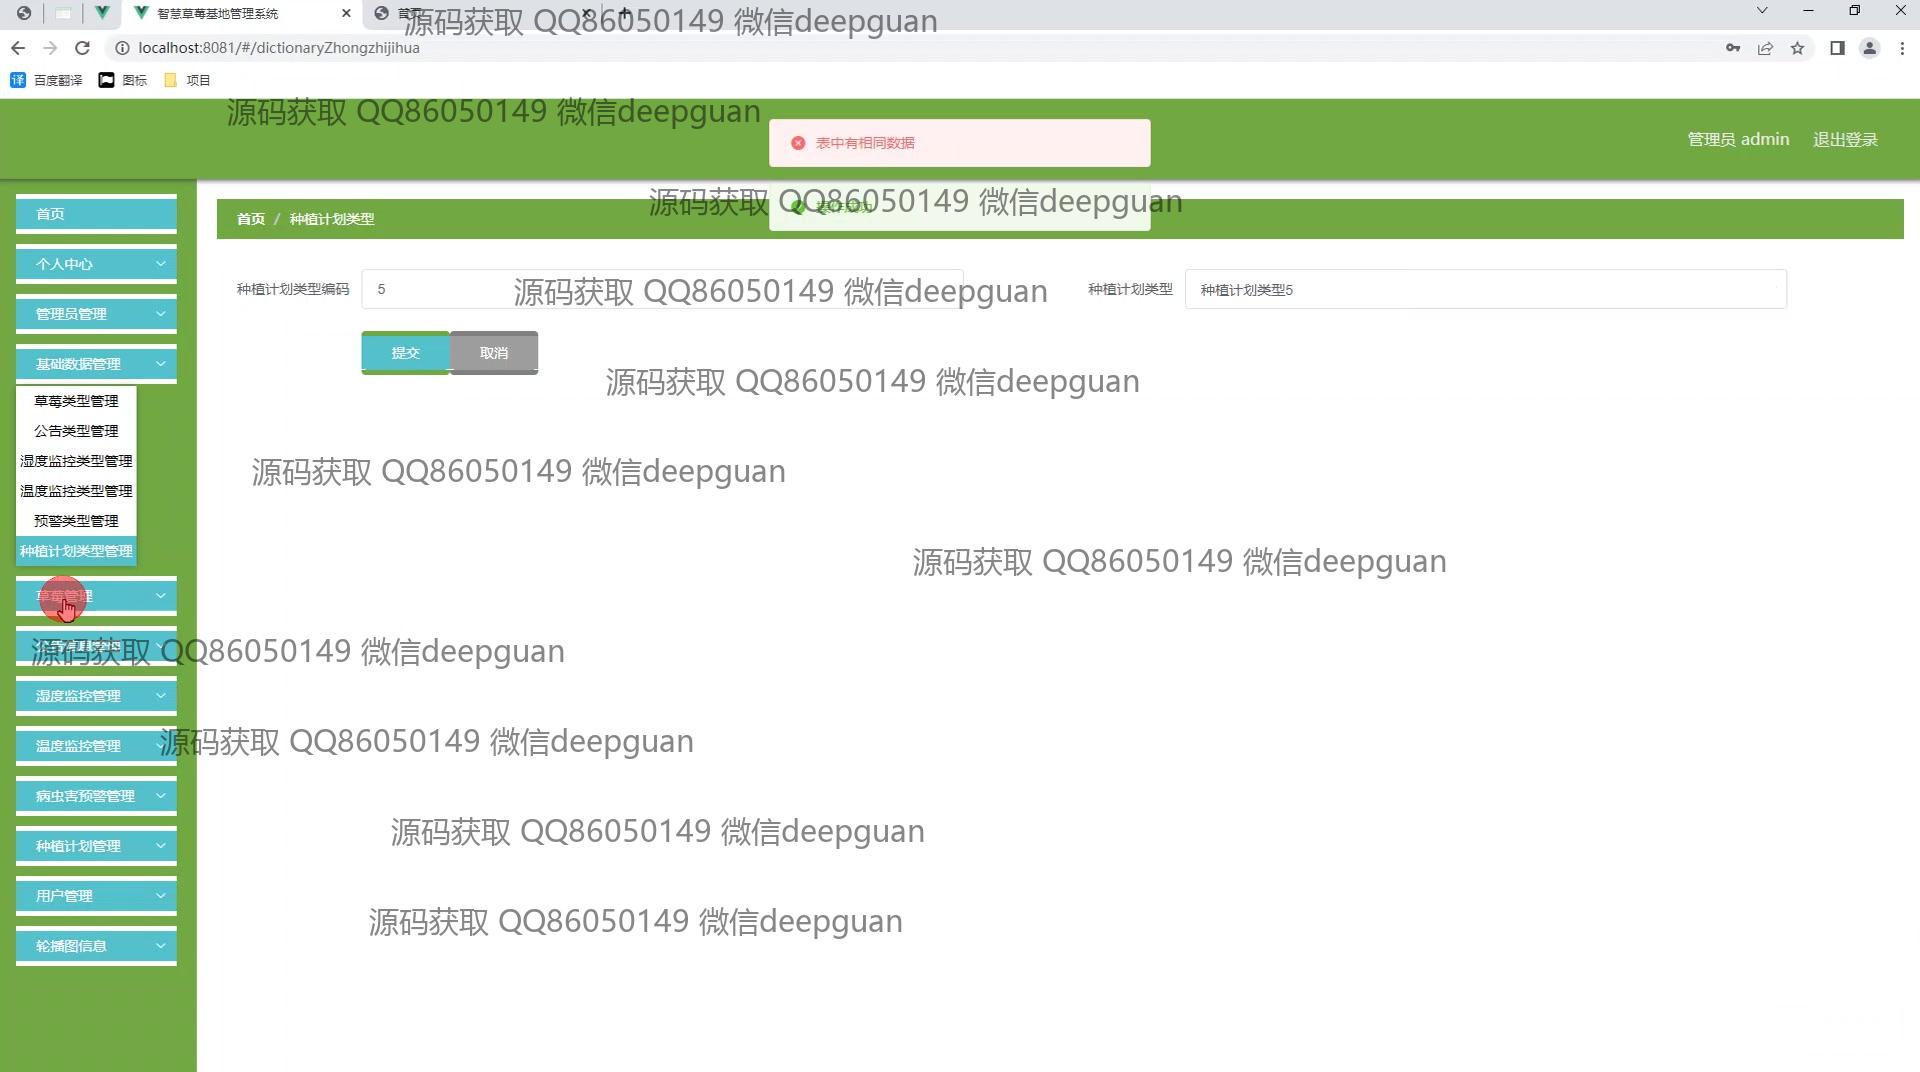 智慧草莓基地管理系统
首页
源码获取 QQ86050149 微信deepguan
localhost:8081/#/dictionaryZhongzhijihua
百度翻译 图标 项目
源码获取 QQ86050149 微信deepguan
表中有相同数据
管理员 admin 退出登录
源码获取 QQ86050149 微信deepguan
操作成功
首页 / 种植计划类型
种植计划类型编码 5
种植计划类型 种植计划类型5
源码获取 QQ86050149 微信deepguan
提交 取消
源码获取 QQ86050149 微信deepguan
源码获取 QQ86050149 微信deepguan
源码获取 QQ86050149 微信deepguan
首页
个人中心
管理员管理
基础数据管理
草莓类型管理
公告类型管理
湿度监控类型管理
温度监控类型管理
预警类型管理
种植计划类型管理
草莓管理
源码获取 QQ86050149 微信deepguan
湿度监控管理
温度监控管理
源码获取 QQ86050149 微信deepguan
病虫害预警管理
种植计划管理
源码获取 QQ86050149 微信deepguan
用户管理
源码获取 QQ86050149 微信deepguan
轮播图信息